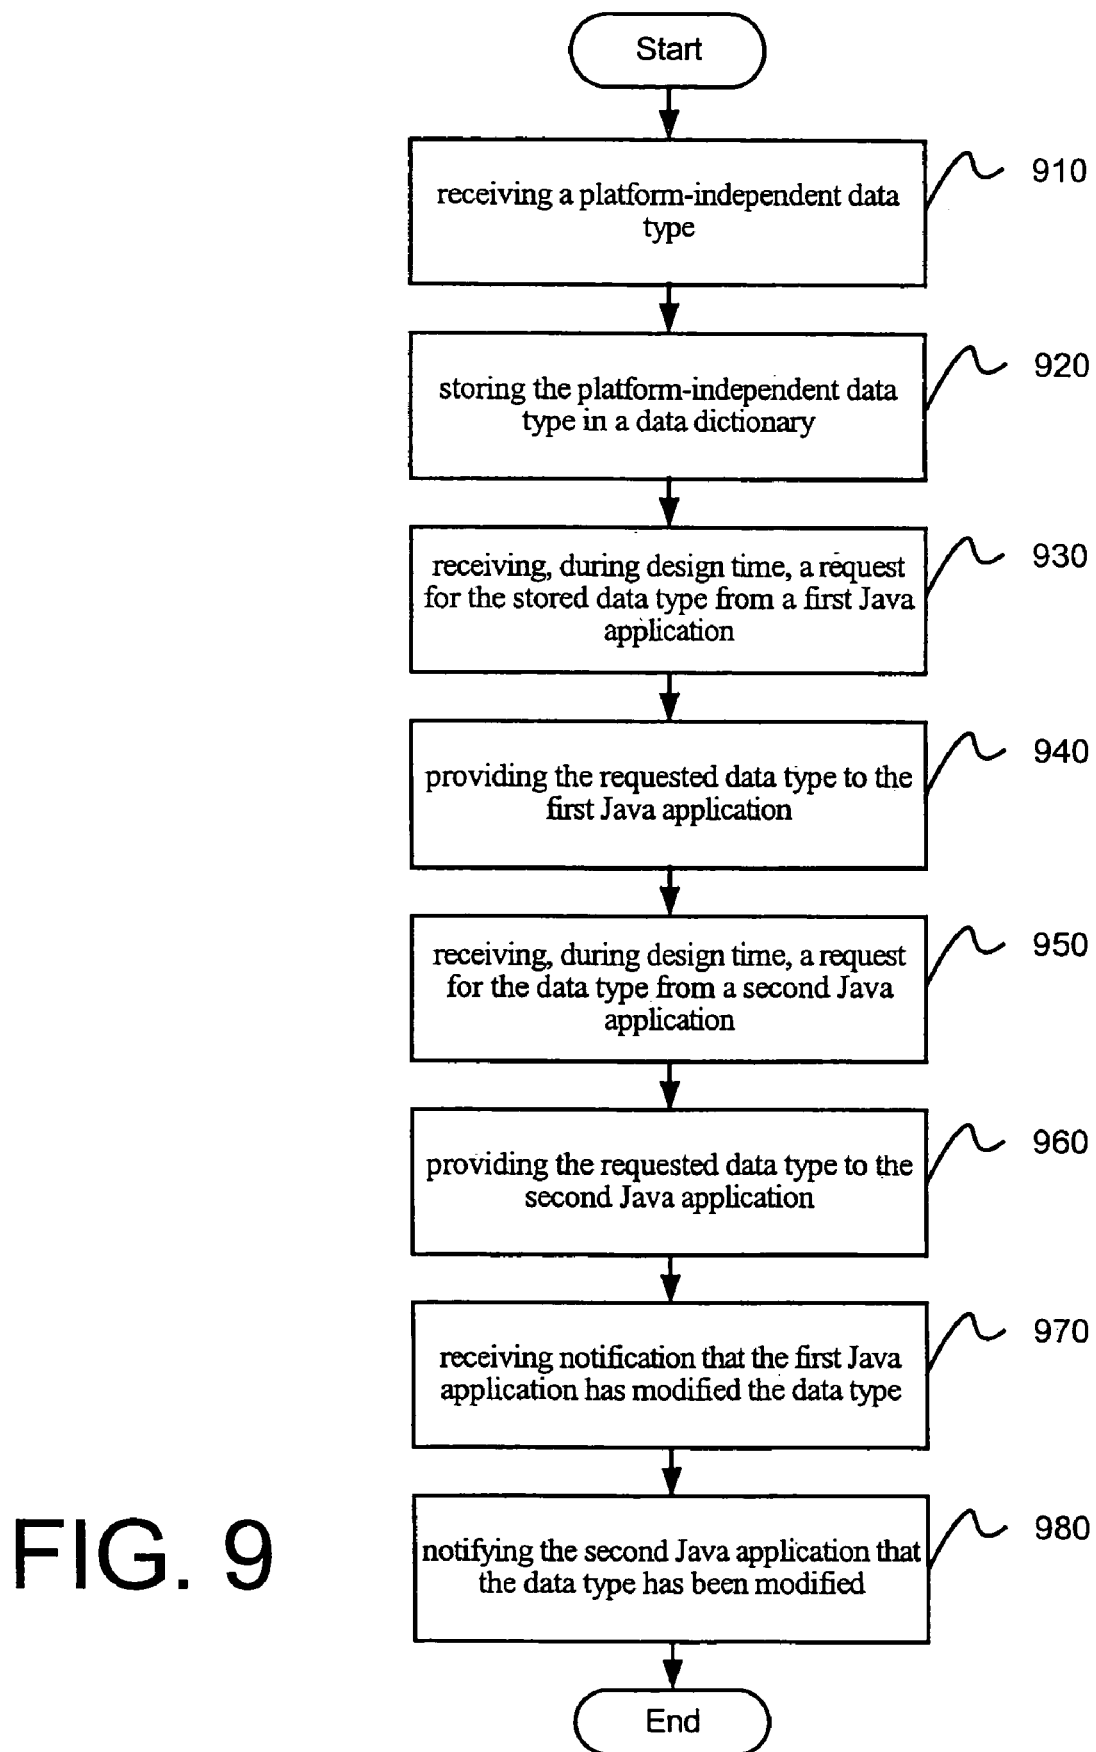 Start
receiving a platform-independent data
type
910
storing the platform-independent data
type in a data dictionary
920
receiving, during design time, a request
for the stored data type from a first Java
application
930
providing the requested data type to the
first Java application
940
receiving, during design time, a request
for the data type from a second Java
application
950
providing the requested data type to the
second Java application
960
receiving notification that the first Java
application has modified the data type
970
notifying the second Java application that
the data type has been modified
980
End
FIG. 9